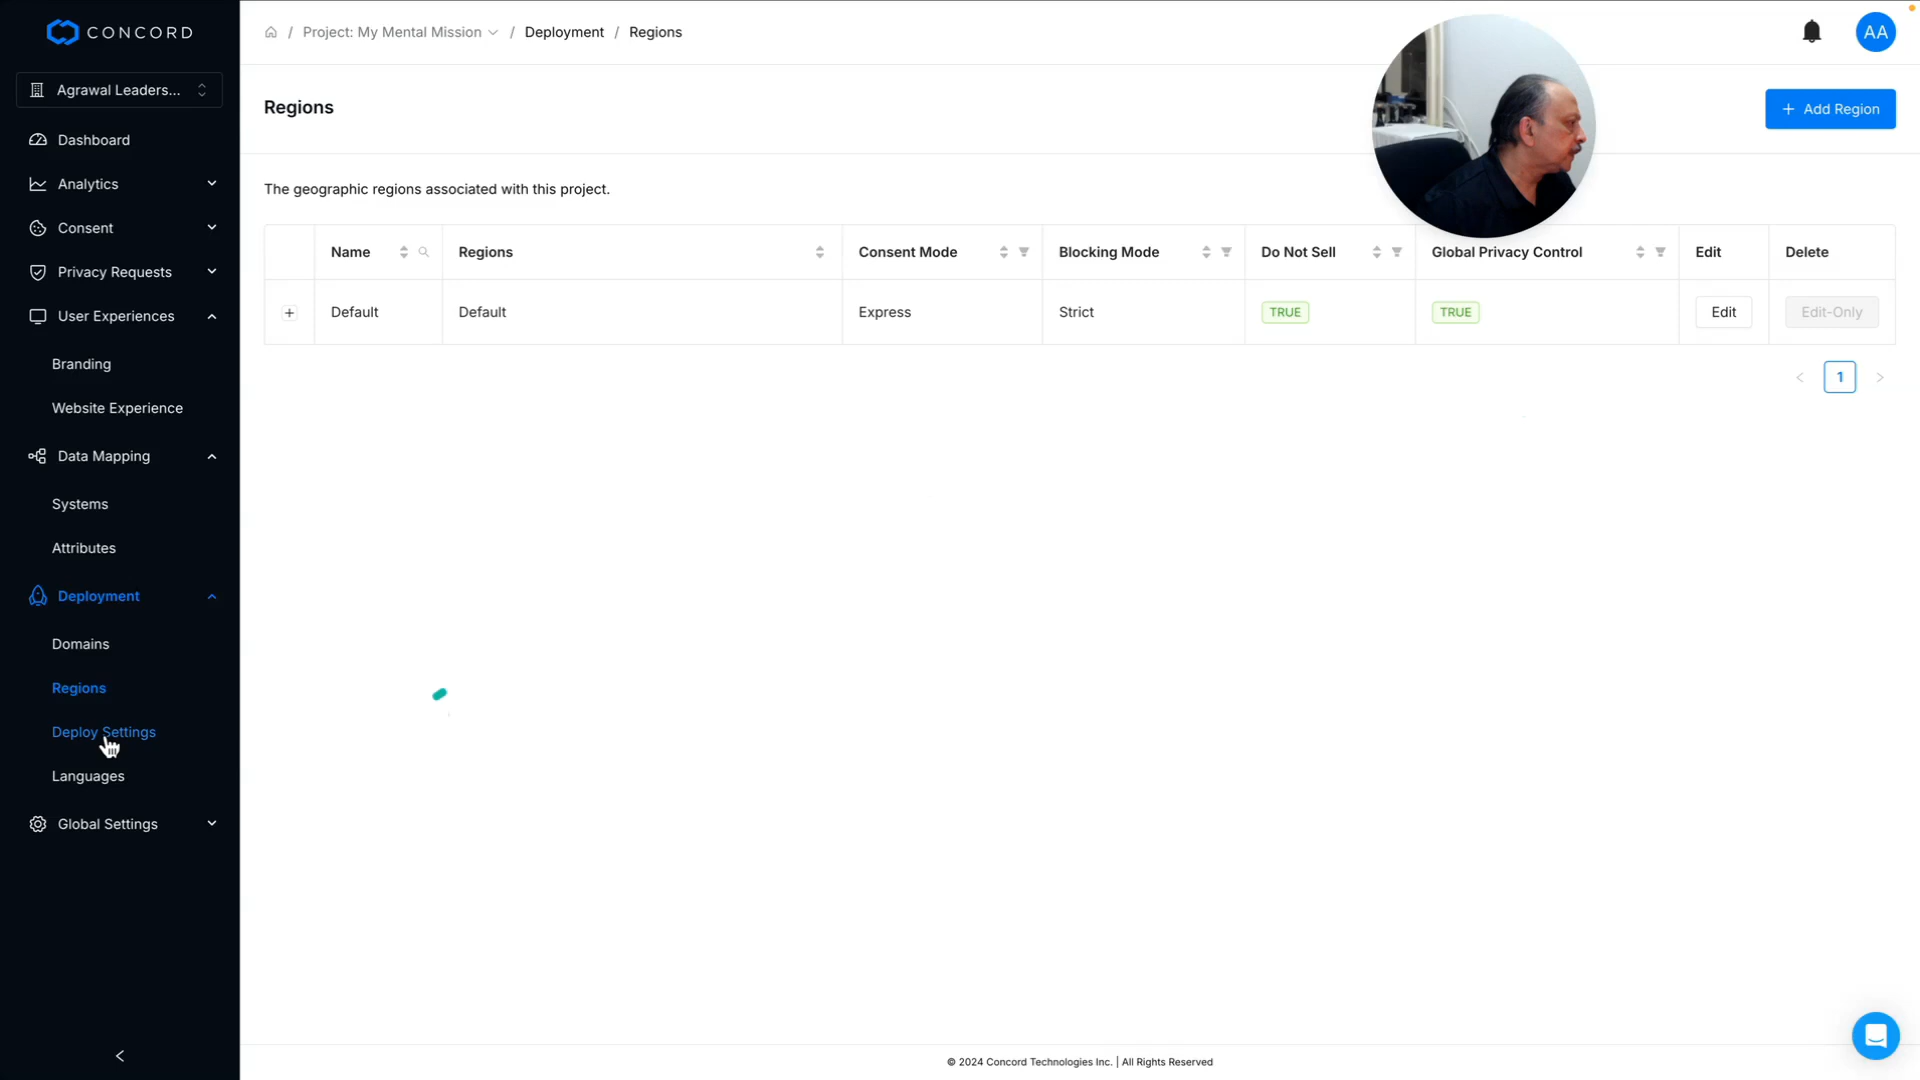 CONCORD
Agrawal Leaders...
Dashboard
Analytics
Consent
Privacy Requests
User Experiences
Branding
Website Experience
Data Mapping
Systems
Attributes
Deployment
Domains
Regions
Deploy Settings
Languages
Global Settings
/ Project: My Mental Mission / Deployment / Regions
AA
Regions
+ Add Region
The geographic regions associated with this project.
Name Regions Consent Mode Blocking Mode Do Not Sell Global Privacy Control Edit Delete
Default Default Express Strict TRUE TRUE Edit Edit-Only
< 1 >
© 2024 Concord Technologies Inc. | All Rights Reserved